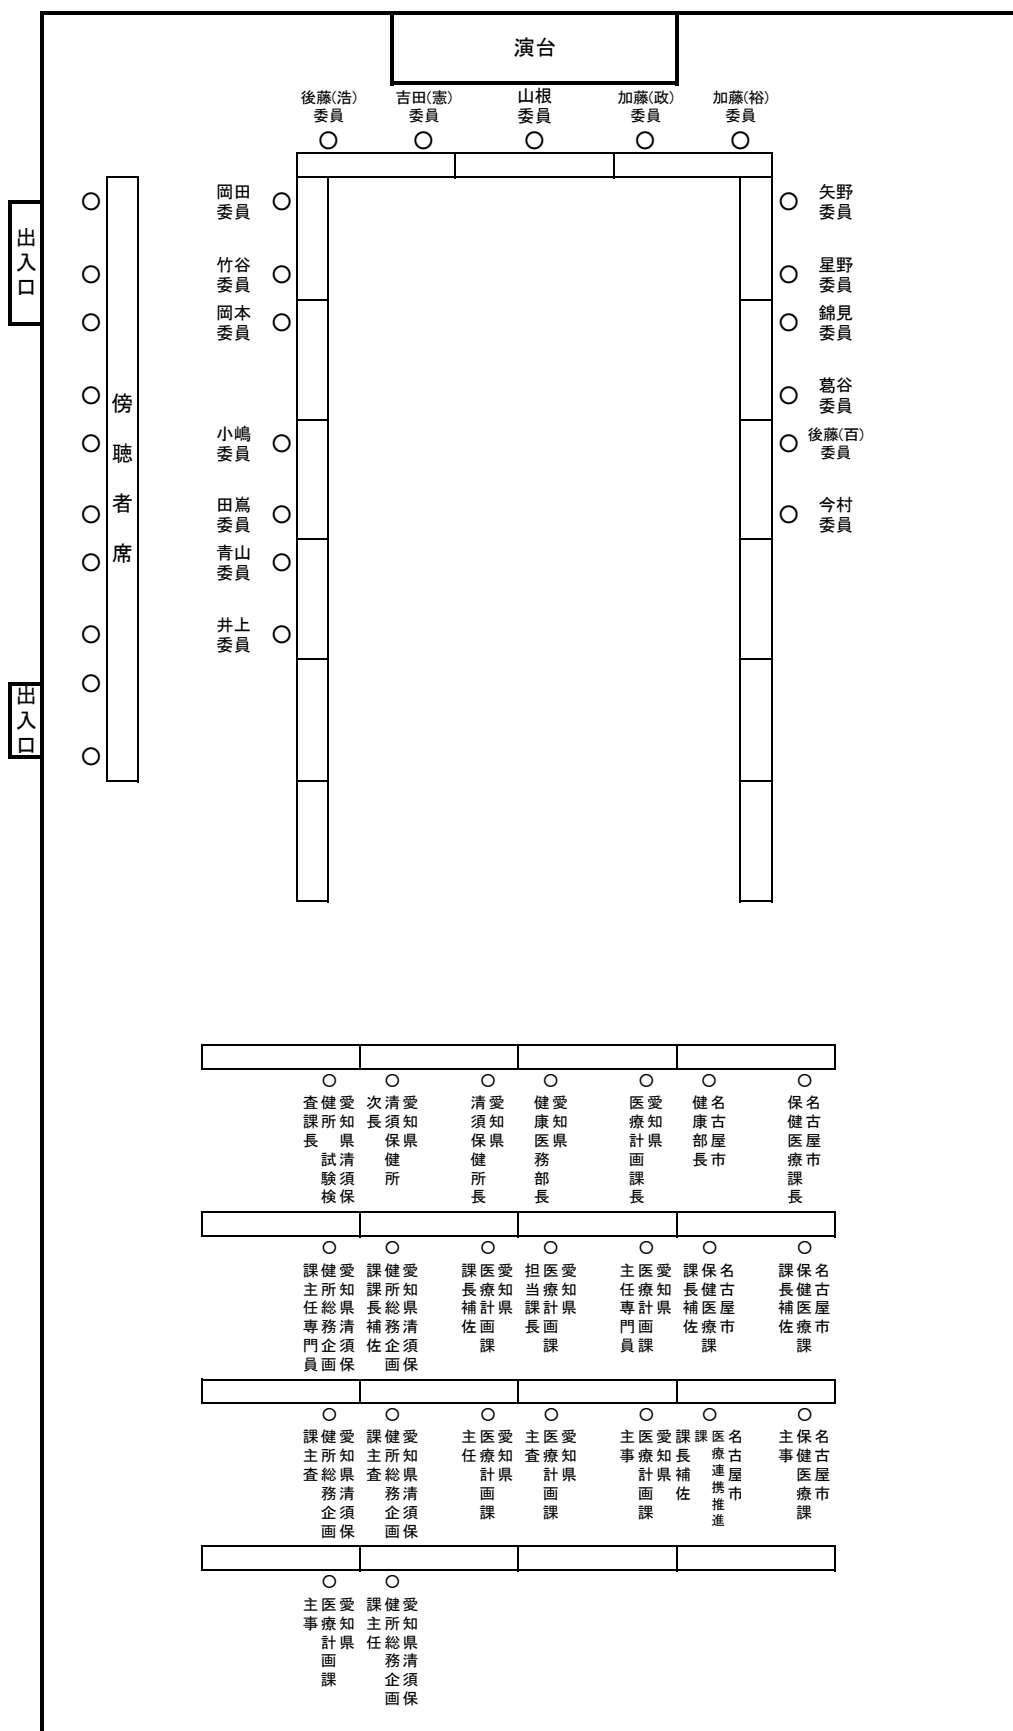 演台
後藤(浩)
委員
吉田(憲)
委員
山根
委員
加藤(政)
委員
加藤(裕)
委員
出入口
出入口
傍聴者席
岡田
委員
竹谷
委員
岡本
委員
小嶋
委員
田嶌
委員
青山
委員
井上
委員
矢野
委員
星野
委員
錦見
委員
葛谷
委員
後藤(百)
委員
今村
委員
愛知県清須保
健所　試験検
査課長
愛知県
清須保健所
次長
愛知県
清須保健所長
愛知県
健康医務部長
愛知県
医療計画課長
名古屋市
健康部長
名古屋市
保健医療課長
愛知県清須保
健所総務企画
課主任専門員
愛知県清須保
健所総務企画
課課長補佐
愛知県
医療計画課
課長補佐
愛知県
医療計画課
担当課長
愛知県
医療計画課
主任専門員
名古屋市
保健医療課
課長補佐
名古屋市
保健医療課
課長補佐
愛知県清須保
健所総務企画
課主査
愛知県清須保
健所総務企画
課主査
愛知県
医療計画課
主任
愛知県
医療計画課
主査
愛知県
医療計画課
主事
名古屋市
医療連携推進
課
課長補佐
名古屋市
保健医療課
主事
愛知県
医療計画課
主事
愛知県清須保
健所総務企画
課主任